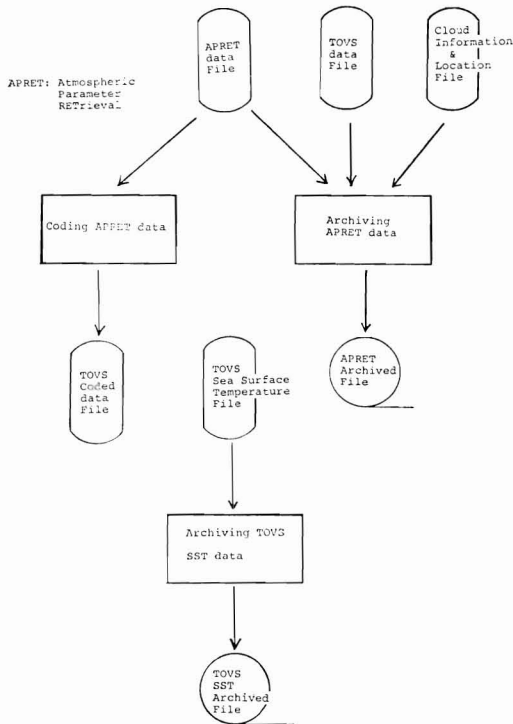 APRET
data
File
TOVS
data
File
Cloud
Information
&
Location
File
APRET: Atmospheric
Parameter
RETrieval
Coding APRET data
Archiving
APRET data
TOVS
Coded
data
File
TOVS
Sea Surface
Temperature
File
APRET
Archived
File
Archiving TOVS
SST data
TOVS
SST
Archived
File